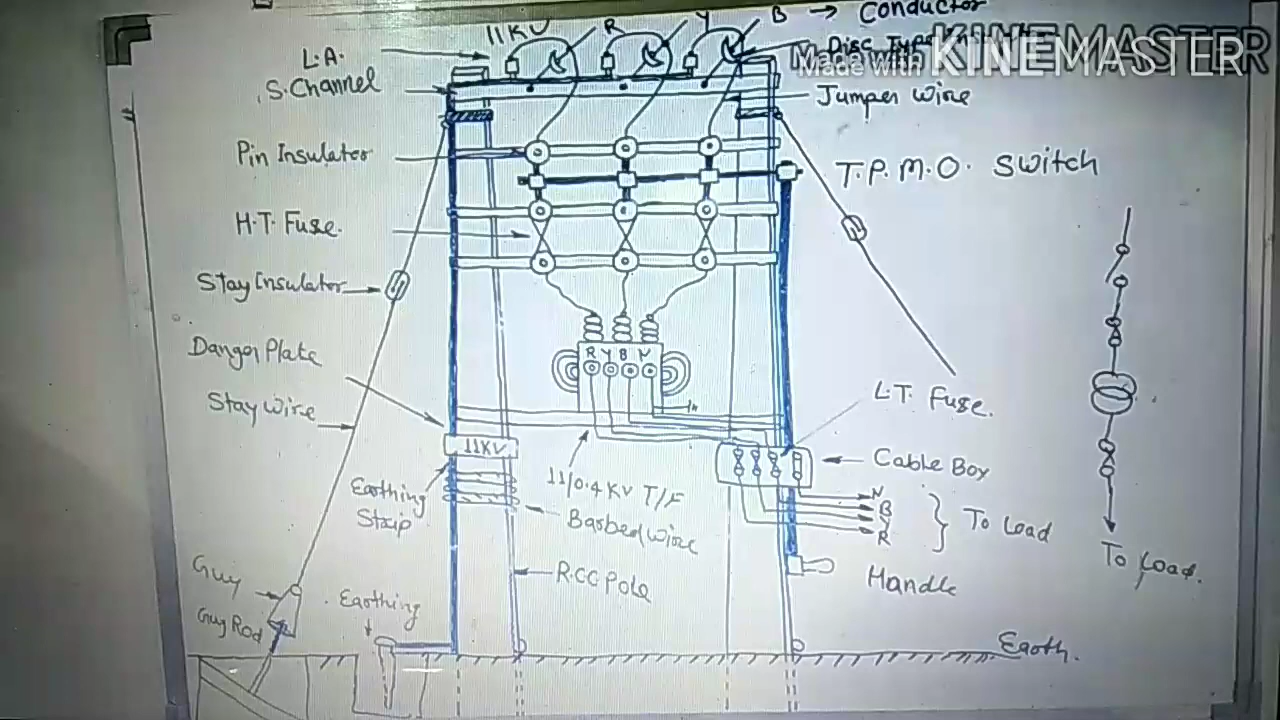 11KV R Y B → Conductor
L.A.
Disc Type
Made with KINEMASTER
S. Channel
Jumper Wire
Pin Insulator
T.P.M.O. Switch
H.T. Fuse.
Stay Insulator
R Y B N
Danger Plate
Stay Wire
L.T. Fuse.
11KV
Cable Box
Earthing
Strip
11/0.4 KV T/F
Barbed Wire
N
B
Y
R
To Load
To Load.
Guy
R.C.C Pole
Handle
Guy Rod
Earthing
Earth.